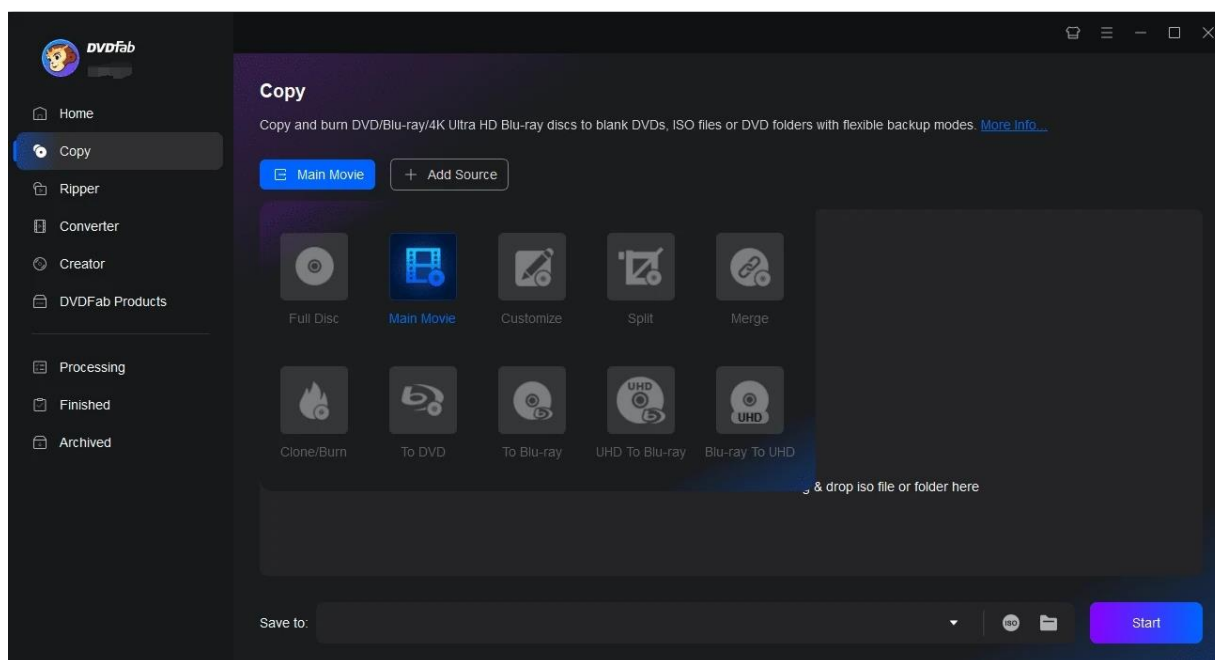 DVDFab
Home
Copy
Ripper
Converter
Creator
DVDFab Products
Processing
Finished
Archived
Copy
Copy and burn DVD/Blu-ray/4K Ultra HD Blu-ray discs to blank DVDs, ISO files or DVD folders with flexible backup modes. More Info...
Main Movie
+ Add Source
Full Disc
Main Movie
Customize
Split
Merge
UHD
UHD
Clone/Burn
To DVD
To Blu-ray
UHD To Blu-ray
Blu-ray To UHD
& drop iso file or folder here
Save to:
ISO
Start